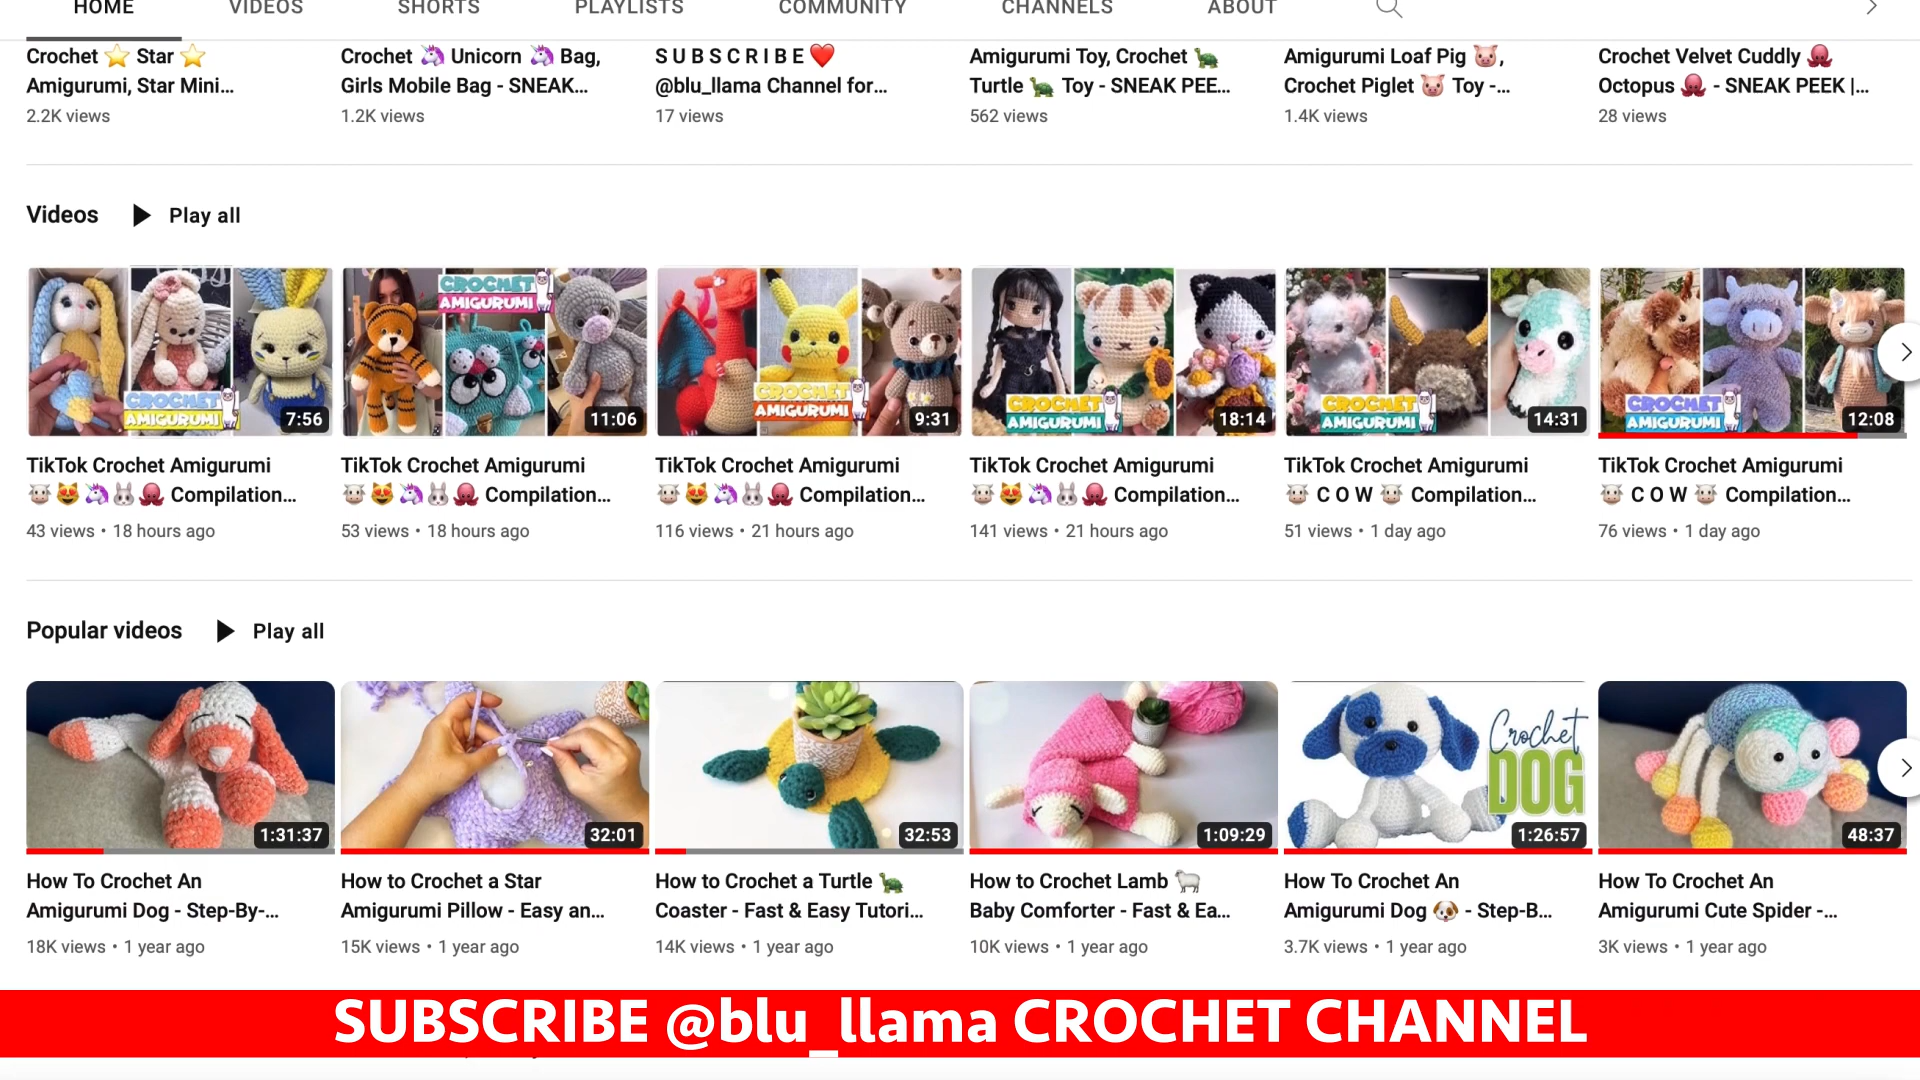 HOME VIDEOS SHORTS PLAYLISTS COMMUNITY CHANNELS ABOUT
Crochet ⭐ Star ⭐
Amigurumi, Star Mini...
2.2K views
Crochet 🦄 Unicorn 🦄 Bag,
Girls Mobile Bag - SNEAK...
1.2K views
S U B S C R I B E ❤️
@blu_llama Channel for...
17 views
Amigurumi Toy, Crochet 🐢
Turtle 🐢 Toy - SNEAK PEE...
562 views
Amigurumi Loaf Pig 🐷,
Crochet Piglet 🐷 Toy -...
1.4K views
Crochet Velvet Cuddly 🐙
Octopus 🐙 - SNEAK PEEK |...
28 views
Videos Play all
CROCHET
AMIGURUMI
7:56
TikTok Crochet Amigurumi
🐮😻🦄🐰🐙 Compilation...
43 views • 18 hours ago
CROCHET
AMIGURUMI
11:06
TikTok Crochet Amigurumi
🐮😻🦄🐰🐙 Compilation...
53 views • 18 hours ago
CROCHET
AMIGURUMI
9:31
TikTok Crochet Amigurumi
🐮😻🦄🐰🐙 Compilation...
116 views • 21 hours ago
CROCHET
AMIGURUMI
18:14
TikTok Crochet Amigurumi
🐮😻🦄🐰🐙 Compilation...
141 views • 21 hours ago
CROCHET
AMIGURUMI
14:31
TikTok Crochet Amigurumi
🐮 C O W 🐮 Compilation...
51 views • 1 day ago
CROCHET
AMIGURUMI
12:08
TikTok Crochet Amigurumi
🐮 C O W 🐮 Compilation...
76 views • 1 day ago
Popular videos Play all
1:31:37
How To Crochet An
Amigurumi Dog - Step-By-...
18K views • 1 year ago
32:01
How to Crochet a Star
Amigurumi Pillow - Easy an...
15K views • 1 year ago
32:53
How to Crochet a Turtle 🐢
Coaster - Fast & Easy Tutori...
14K views • 1 year ago
1:09:29
How to Crochet Lamb 🐑
Baby Comforter - Fast & Ea...
10K views • 1 year ago
Crochet
DOG
1:26:57
How To Crochet An
Amigurumi Dog 🐶 - Step-B...
3.7K views • 1 year ago
48:37
How To Crochet An
Amigurumi Cute Spider -...
3K views • 1 year ago
SUBSCRIBE @blu_llama CROCHET CHANNEL